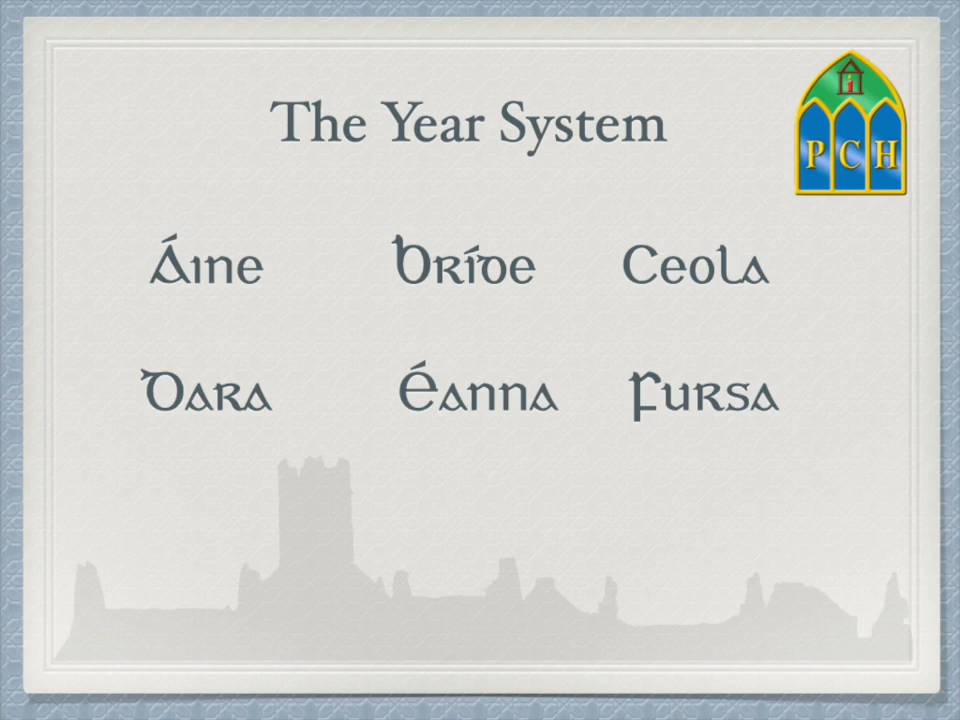 The Year System
i
P C H
Áine Bríde Ceola
Dara Éanna Fursa